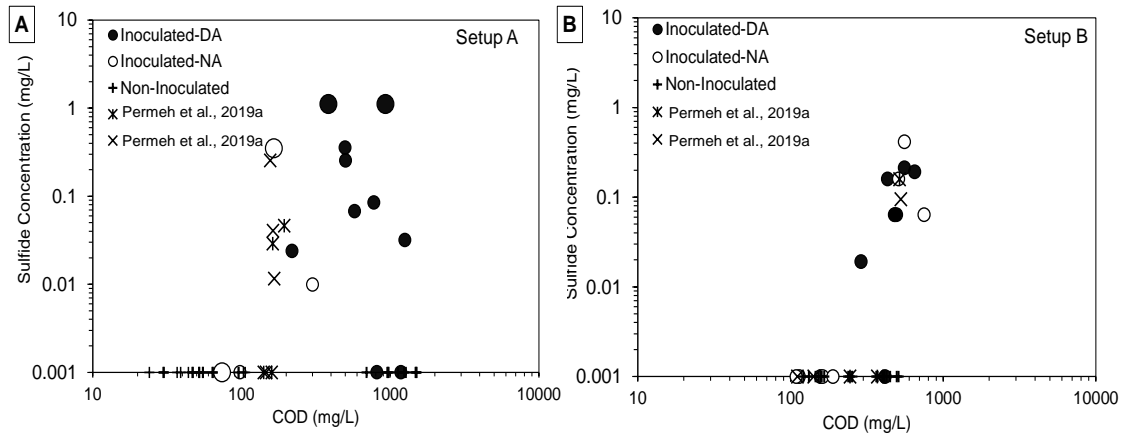 A
10
1
0.1
0.01
0.001
Sulfide Concentration (mg/L)
Inoculated-DA
Inoculated-NA
Non-Inoculated
Permeh et al., 2019a
Permeh et al., 2019a
Setup A
10
100
1000
10000
COD (mg/L)
B
10
1
0.1
0.01
0.001
Sulfide Concentration (mg/L)
Inoculated-DA
Inoculated-NA
Non-Inoculated
Permeh et al., 2019a
Permeh et al., 2019a
Setup B
10
100
1000
10000
COD (mg/L)